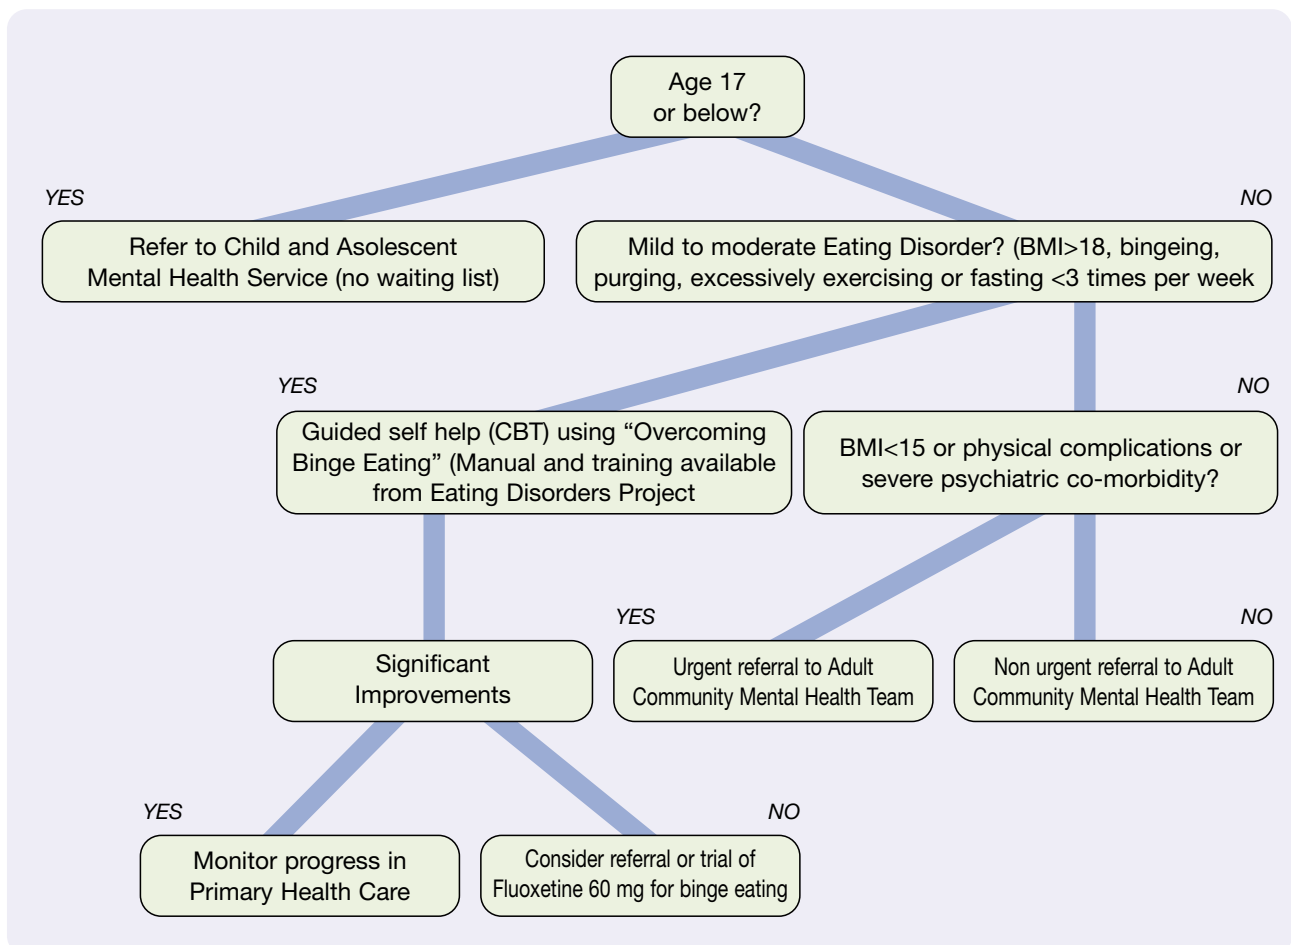 Age 17
or below?
YES
NO
Refer to Child and Asolescent
Mental Health Service (no waiting list)
Mild to moderate Eating Disorder? (BMI>18, bingeing,
purging, excessively exercising or fasting <3 times per week
YES
NO
Guided self help (CBT) using “Overcoming
Binge Eating” (Manual and training available
from Eating Disorders Project
BMI<15 or physical complications or
severe psychiatric co-morbidity?
YES
NO
Significant
Improvements
Urgent referral to Adult
Community Mental Health Team
Non urgent referral to Adult
Community Mental Health Team
YES
NO
Monitor progress in
Primary Health Care
Consider referral or trial of
Fluoxetine 60 mg for binge eating